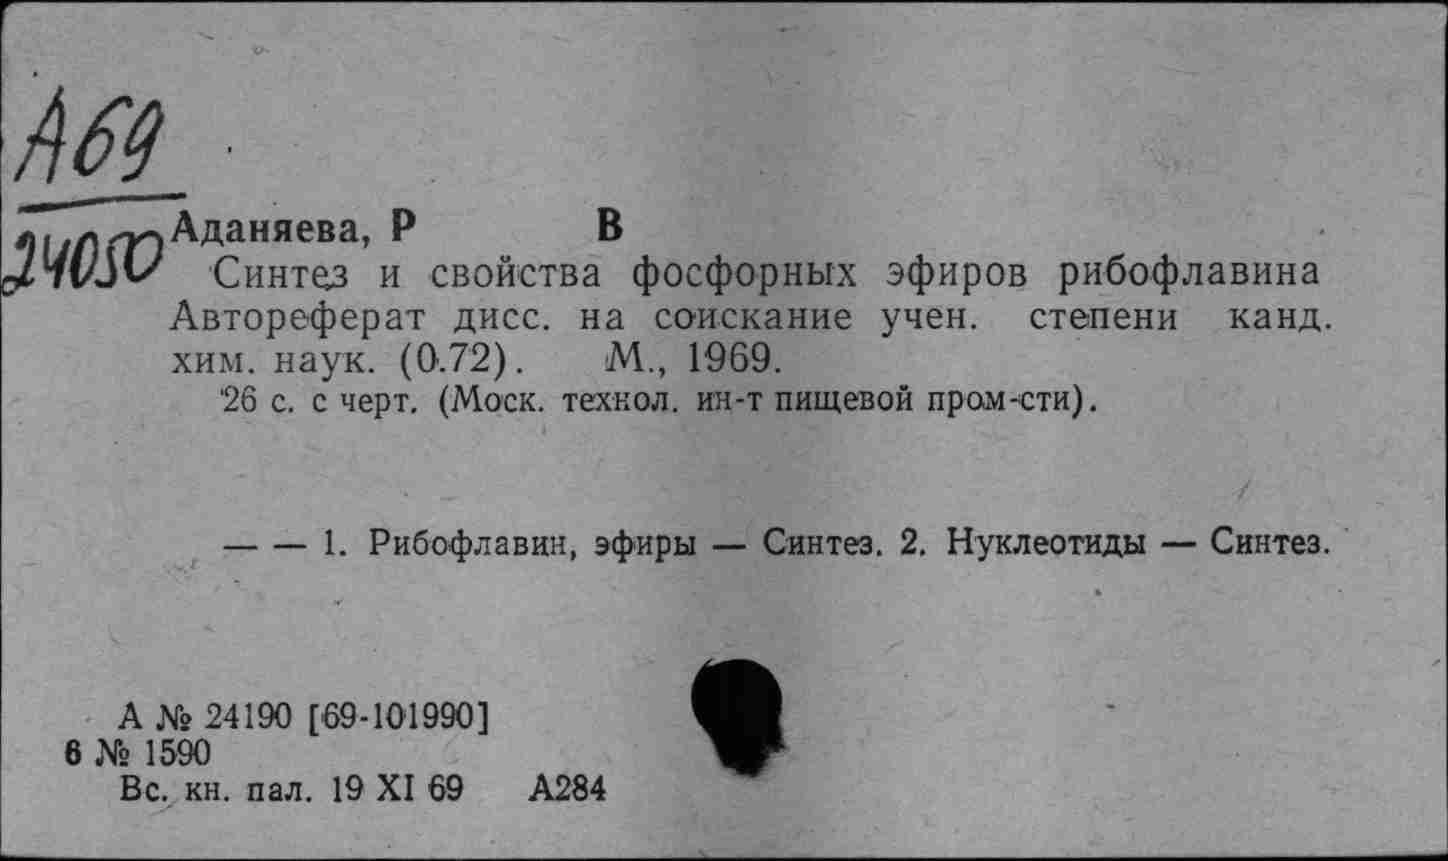 А69
24050
Аданяева, Р В
Синтез и свойства фосфорных эфиров рибофлавина
Автореферат дисс. на соискание учен. степени канд.
хим. наук. (0.72). М., 1969.
26 с. с черт. (Моск. технол. ин-т пищевой пром-сти).
— — 1. Рибофлавин, эфиры — Синтез. 2. Нуклеотиды — Синтез.
А № 24190 [69-101990]
6 № 1590
Вс. кн. пал. 19 XI 69 А284